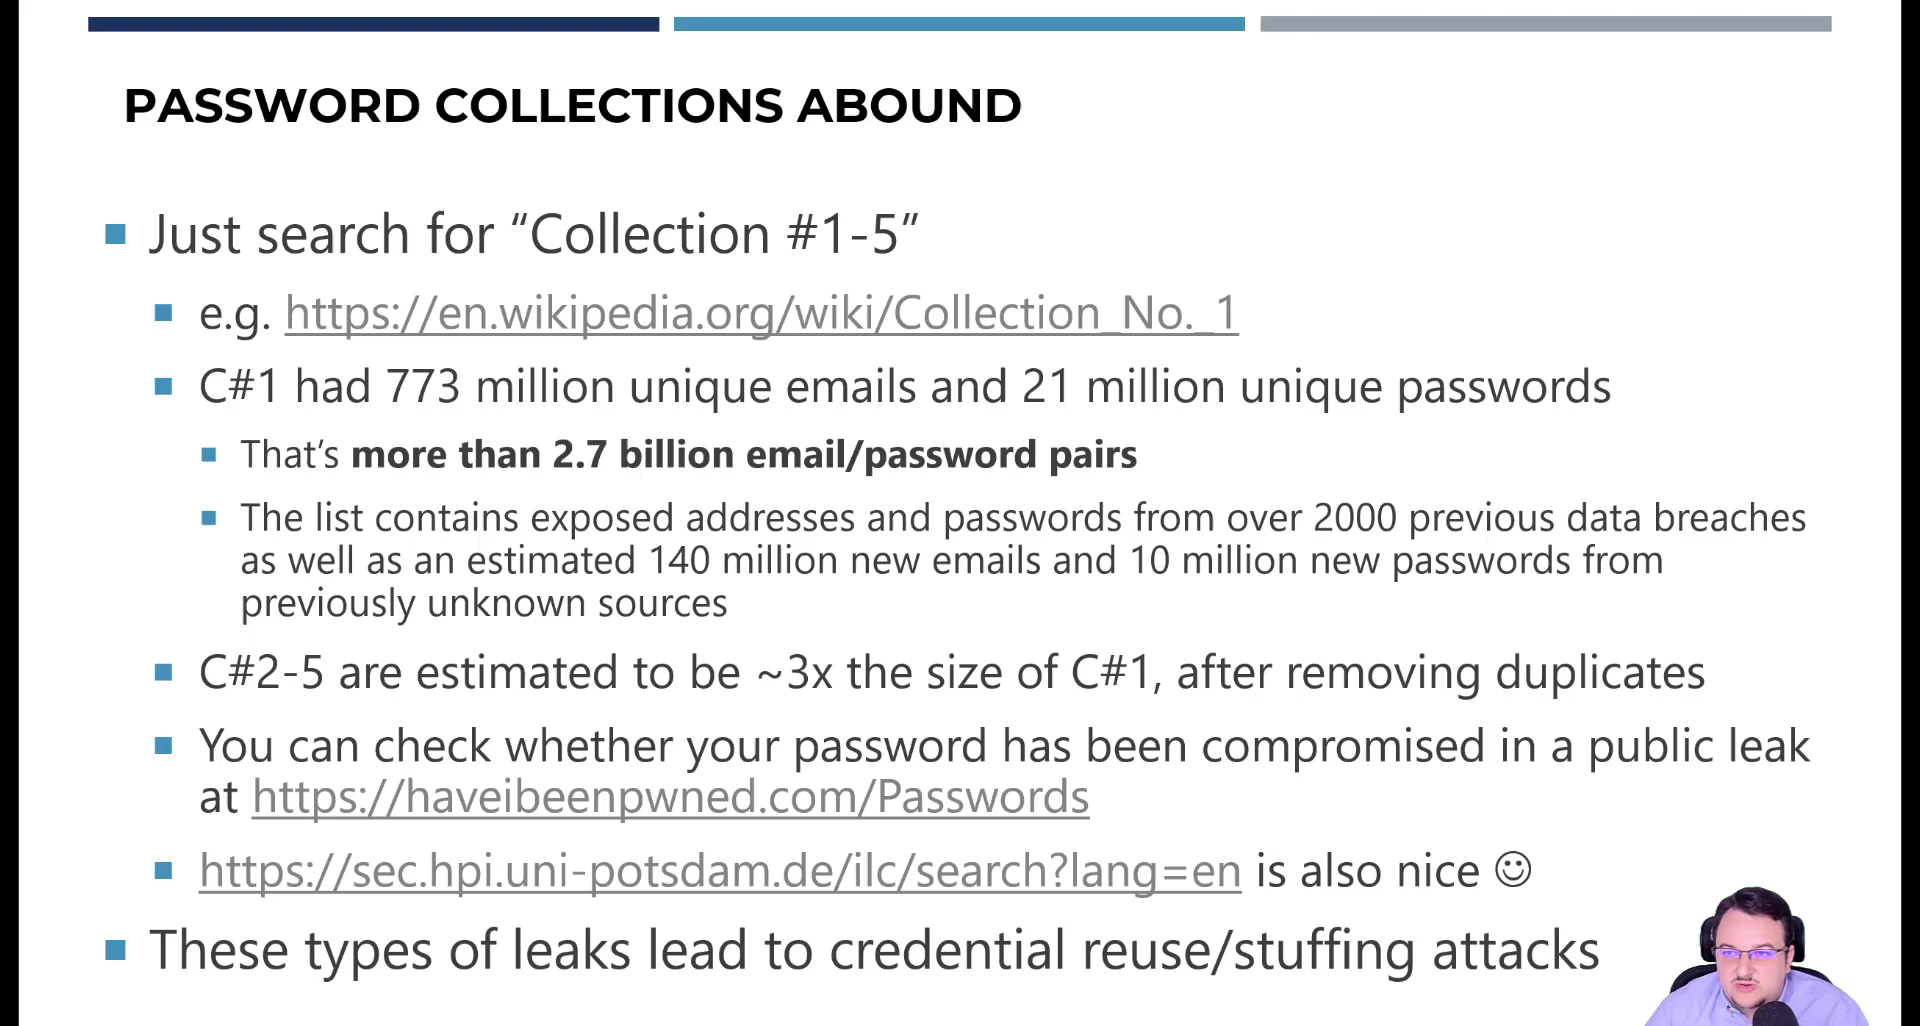 PASSWORD COLLECTIONS ABOUND
Just search for “Collection #1-5”
e.g. https://en.wikipedia.org/wiki/Collection_No._1
C#1 had 773 million unique emails and 21 million unique passwords
That’s more than 2.7 billion email/password pairs
The list contains exposed addresses and passwords from over 2000 previous data breaches
as well as an estimated 140 million new emails and 10 million new passwords from
previously unknown sources
C#2-5 are estimated to be ~3x the size of C#1, after removing duplicates
You can check whether your password has been compromised in a public leak
at https://haveibeenpwned.com/Passwords
https://sec.hpi.uni-potsdam.de/ilc/search?lang=en is also nice ☺
These types of leaks lead to credential reuse/stuffing attacks